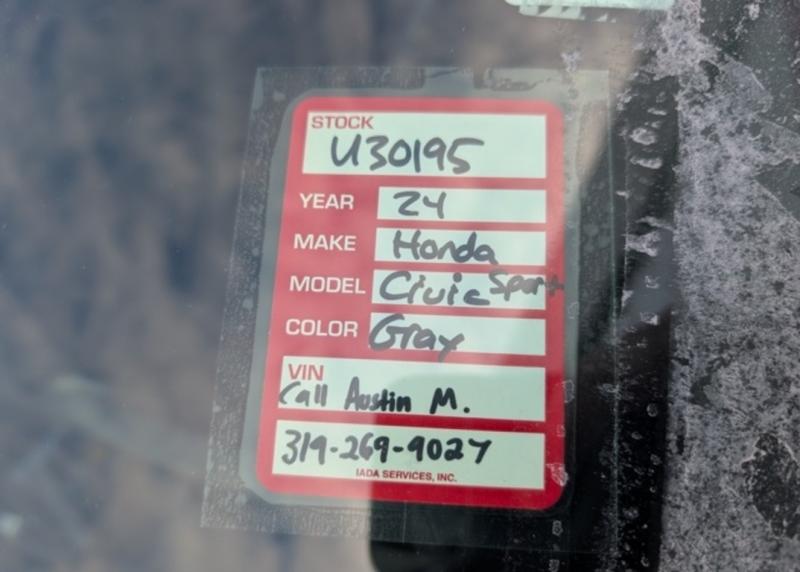 STOCK
U30195
YEAR 24
MAKE Honda
MODEL Civic Sport
COLOR Gray
VIN
Call Austin M.
319-269-9027
IADA SERVICES, INC.